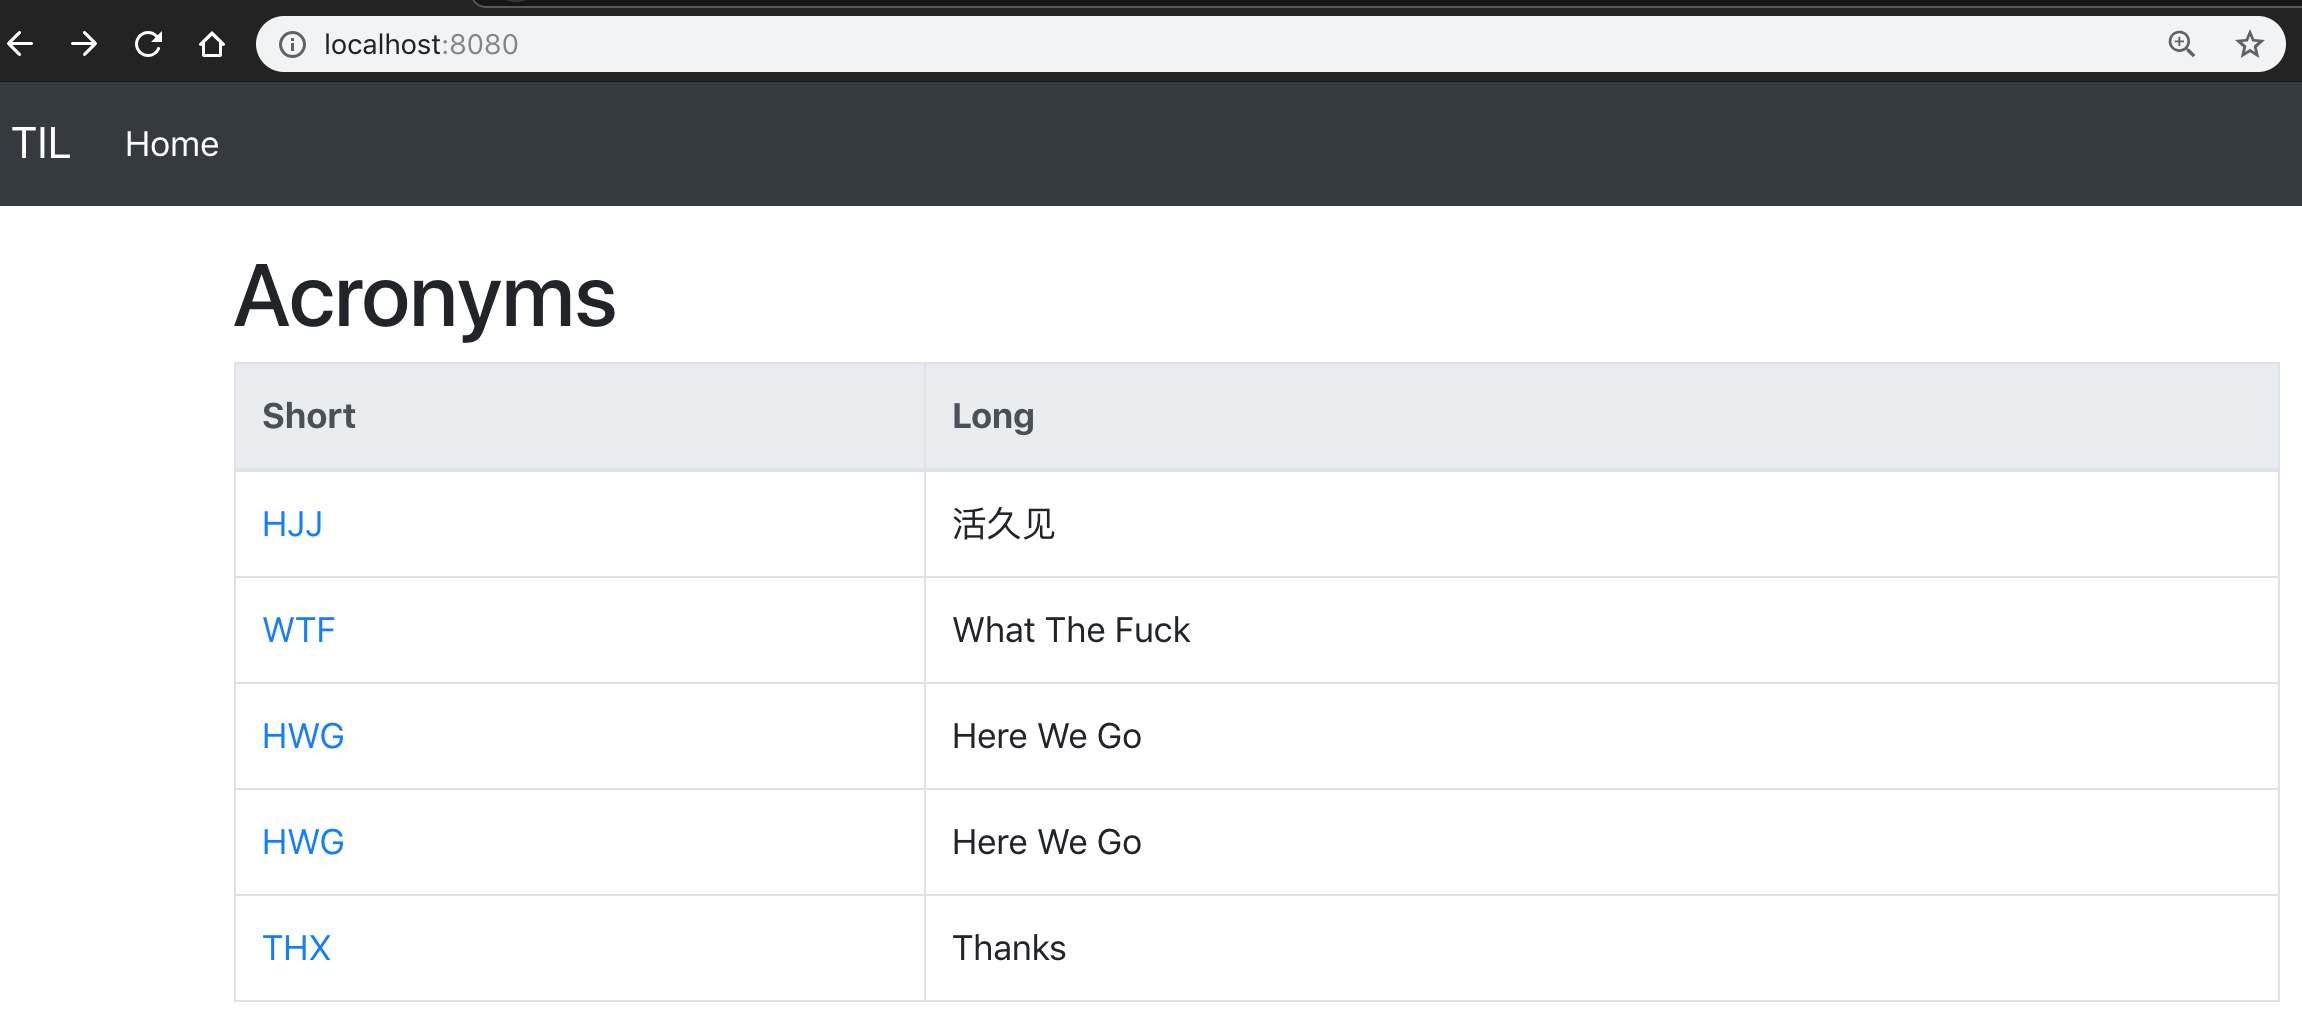 localhost:8080
TIL Home
Acronyms
Short Long
HJJ 活久见
WTF What The Fuck
HWG Here We Go
HWG Here We Go
THX Thanks